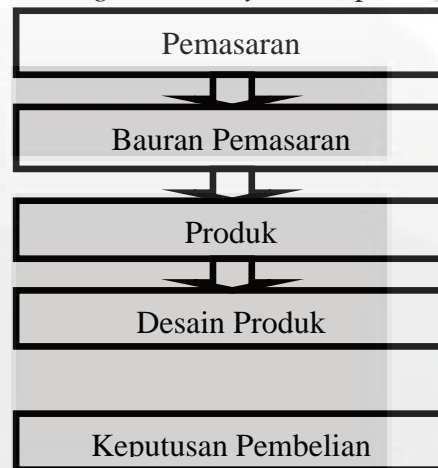 Pemasaran
Bauran Pemasaran
Produk
Desain Produk
Keputusan Pembelian